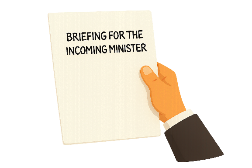 BRIEFING FOR THE
INCOMING MINISTER